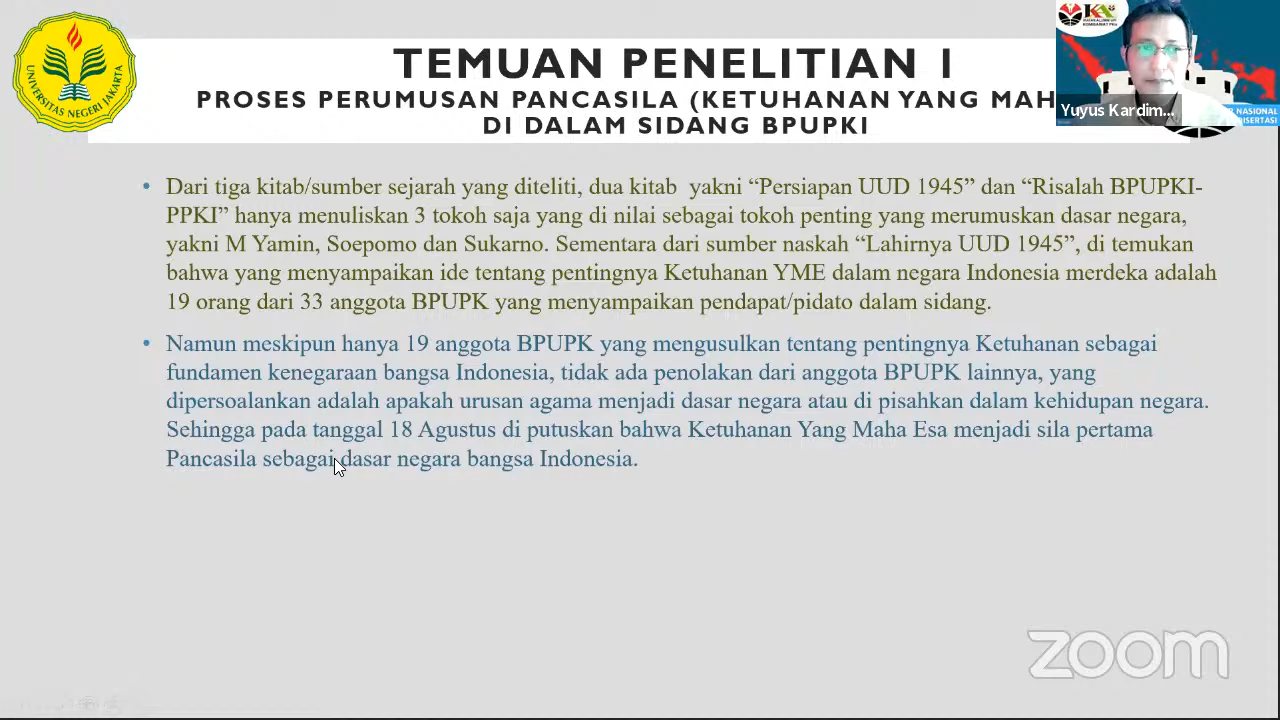 UNIVERSITAS NEGERI JAKARTA
TEMUAN PENELITIAN I
PROSES PERUMUSAN PANCASILA (KETUHANAN YANG MAH
DI DALAM SIDANG BPUPKI
Yuyus Kardim...
NASIONAL
DISERTASI
• Dari tiga kitab/sumber sejarah yang diteliti, dua kitab yakni “Persiapan UUD 1945” dan “Risalah BPUPKI-
PPKI” hanya menuliskan 3 tokoh saja yang di nilai sebagai tokoh penting yang merumuskan dasar negara,
yakni M Yamin, Soepomo dan Sukarno. Sementara dari sumber naskah “Lahirnya UUD 1945”, di temukan
bahwa yang menyampaikan ide tentang pentingnya Ketuhanan YME dalam negara Indonesia merdeka adalah
19 orang dari 33 anggota BPUPK yang menyampaikan pendapat/pidato dalam sidang.
• Namun meskipun hanya 19 anggota BPUPK yang mengusulkan tentang pentingnya Ketuhanan sebagai
fundamen kenegaraan bangsa Indonesia, tidak ada penolakan dari anggota BPUPK lainnya, yang
dipersoalankan adalah apakah urusan agama menjadi dasar negara atau di pisahkan dalam kehidupan negara.
Sehingga pada tanggal 18 Agustus di putuskan bahwa Ketuhanan Yang Maha Esa menjadi sila pertama
Pancasila sebagai dasar negara bangsa Indonesia.
zoom